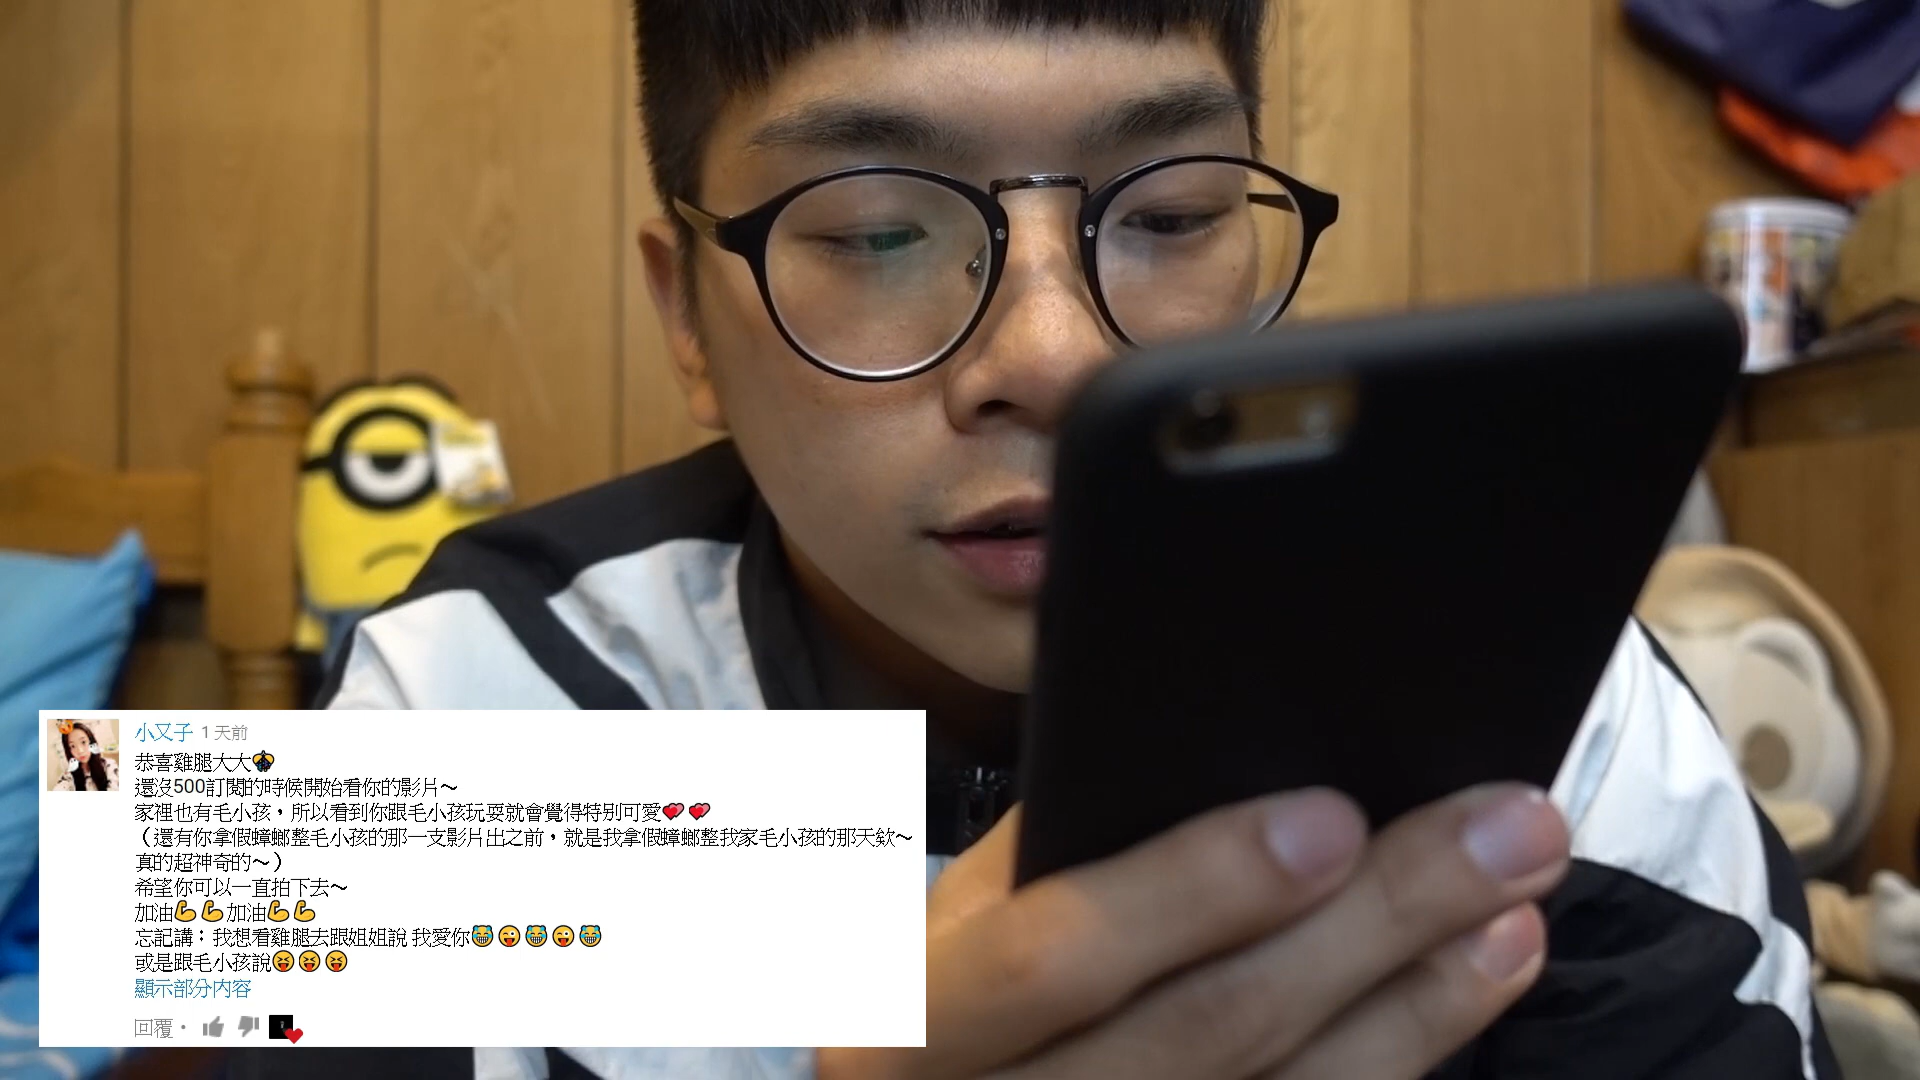 小又子 1 天前
恭喜雞腿大大
還沒500訂閱的時候開始看你的影片～
家裡也有毛小孩，所以看到你跟毛小孩玩耍就會覺得特別可愛💕💕
（還有你拿假蟑螂整毛小孩的那一支影片出之前，就是我拿假蟑螂整我家毛小孩的那天欸～
真的超神奇的～）
希望你可以一直拍下去～
加油💪💪加油💪💪
忘記講：我想看雞腿去跟姐姐說 我愛你😹😜😹😜😹
或是跟毛小孩說😝😝😝
顯示部分內容
回覆 •